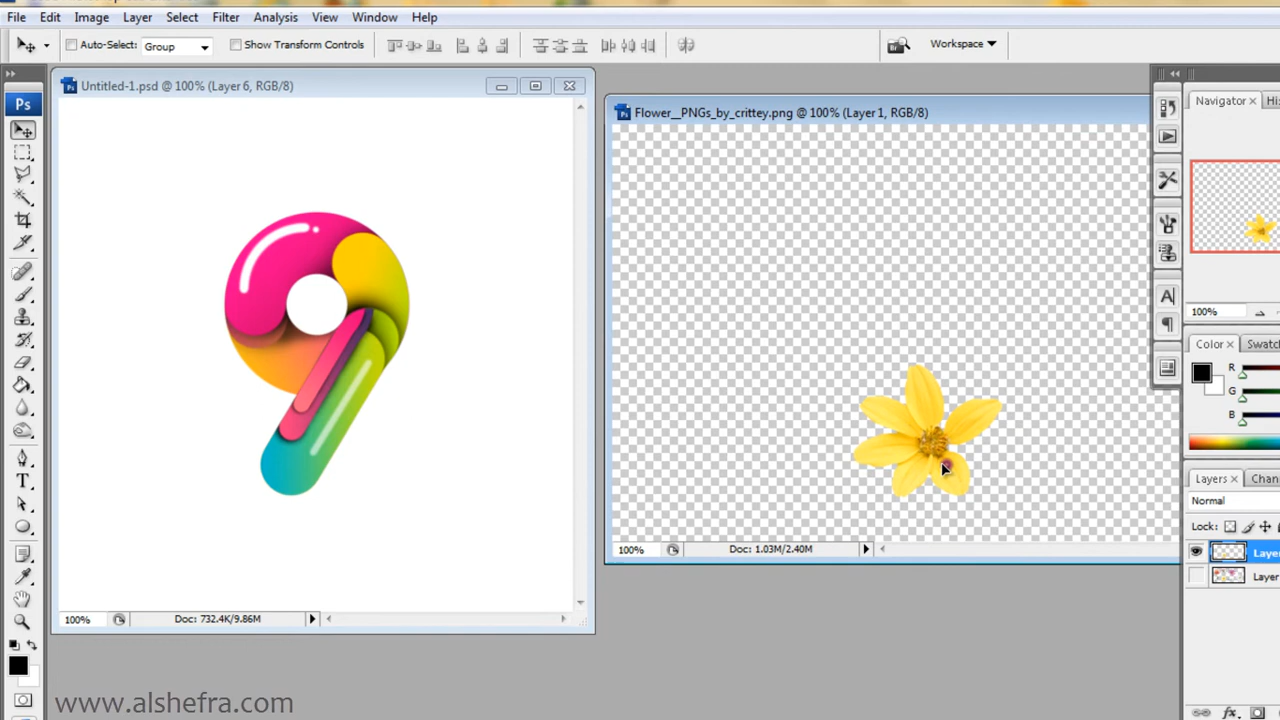 File Edit Image Layer Select Filter Analysis View Window Help
Auto-Select: Group Show Transform Controls Workspace
Untitled-1.psd @ 100% (Layer 6, RGB/8)
Flower__PNGs_by_crittey.png @ 100% (Layer 1, RGB/8)
Ps
Navigator
9
100%
Color
R
G
B
Layers
Normal
Lock:
100% Doc: 1.03M/2.40M
100% Doc: 732.4K/9.86M
www.alshefra.com